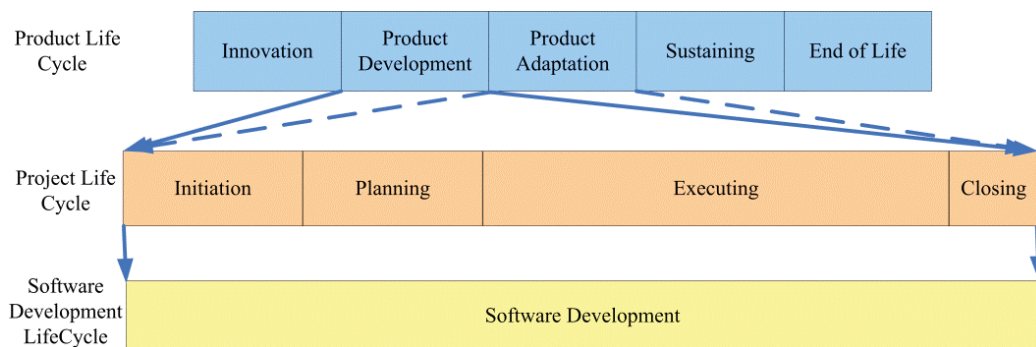 Product Life
Cycle
Innovation
Product
Development
Product
Adaptation
Sustaining
End of Life
Project Life
Cycle
Initiation
Planning
Executing
Closing
Software
Development
LifeCycle
Software Development